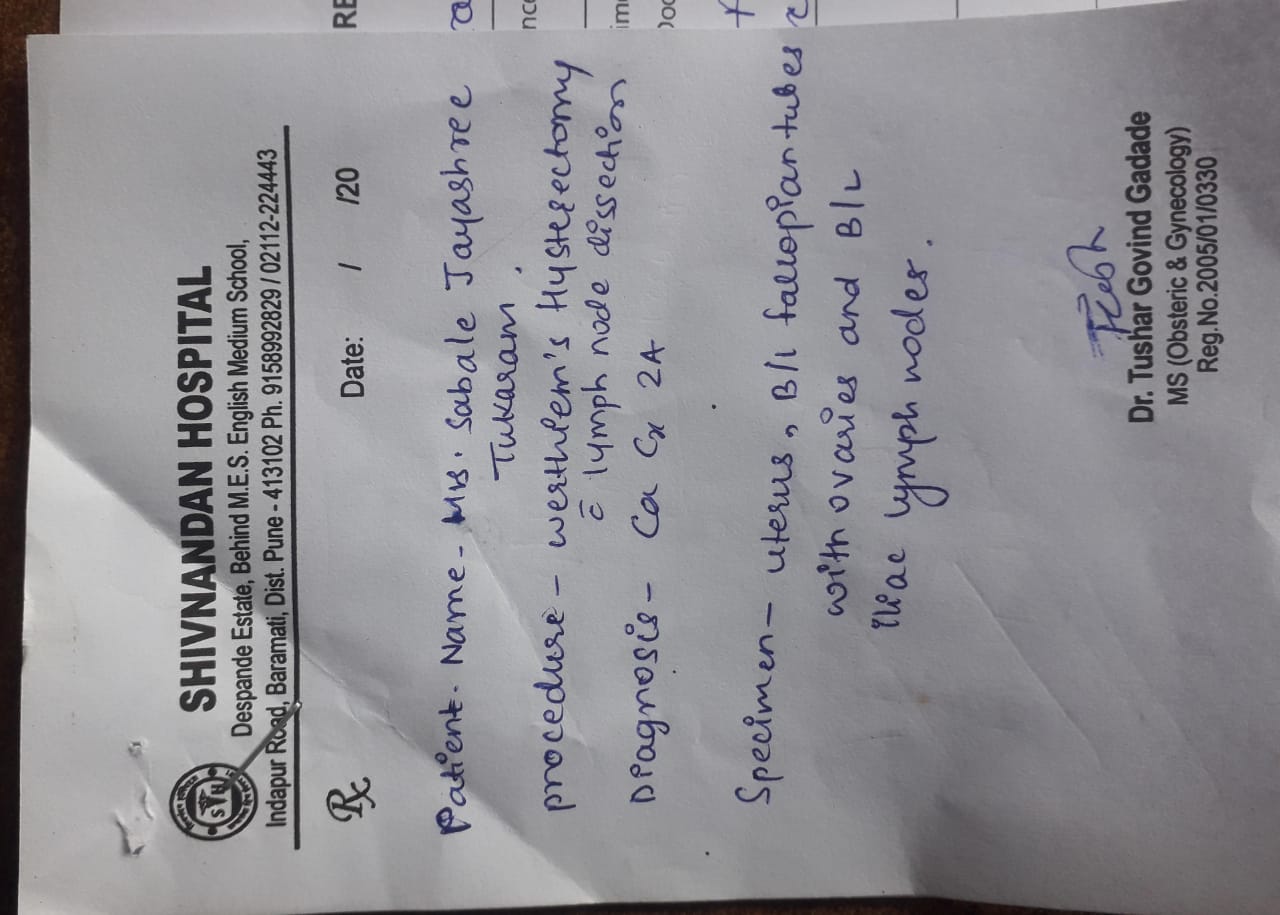 SHIVNANDAN HOSPITAL
Despande Estate, Behind M.E.S. English Medium School,
Indapur Road, Baramati, Dist. Pune - 413102 Ph. 9158992829 / 02112-224443
Rx
Date: / /20
Patient. Name - Mrs. Sabale Jayashree
Tukaram.
procedure - wertheim's Hysterectomy
c̄ lymph node dissection
Diagnosis - Ca Cx 2A
Specimen - uterus, B/L fallopian tubes
with ovaries and B/L
iliac lymph nodes.
Dr. Tushar Govind Gadade
MS (Obsteric & Gynecology)
Reg.No.2005/01/0330